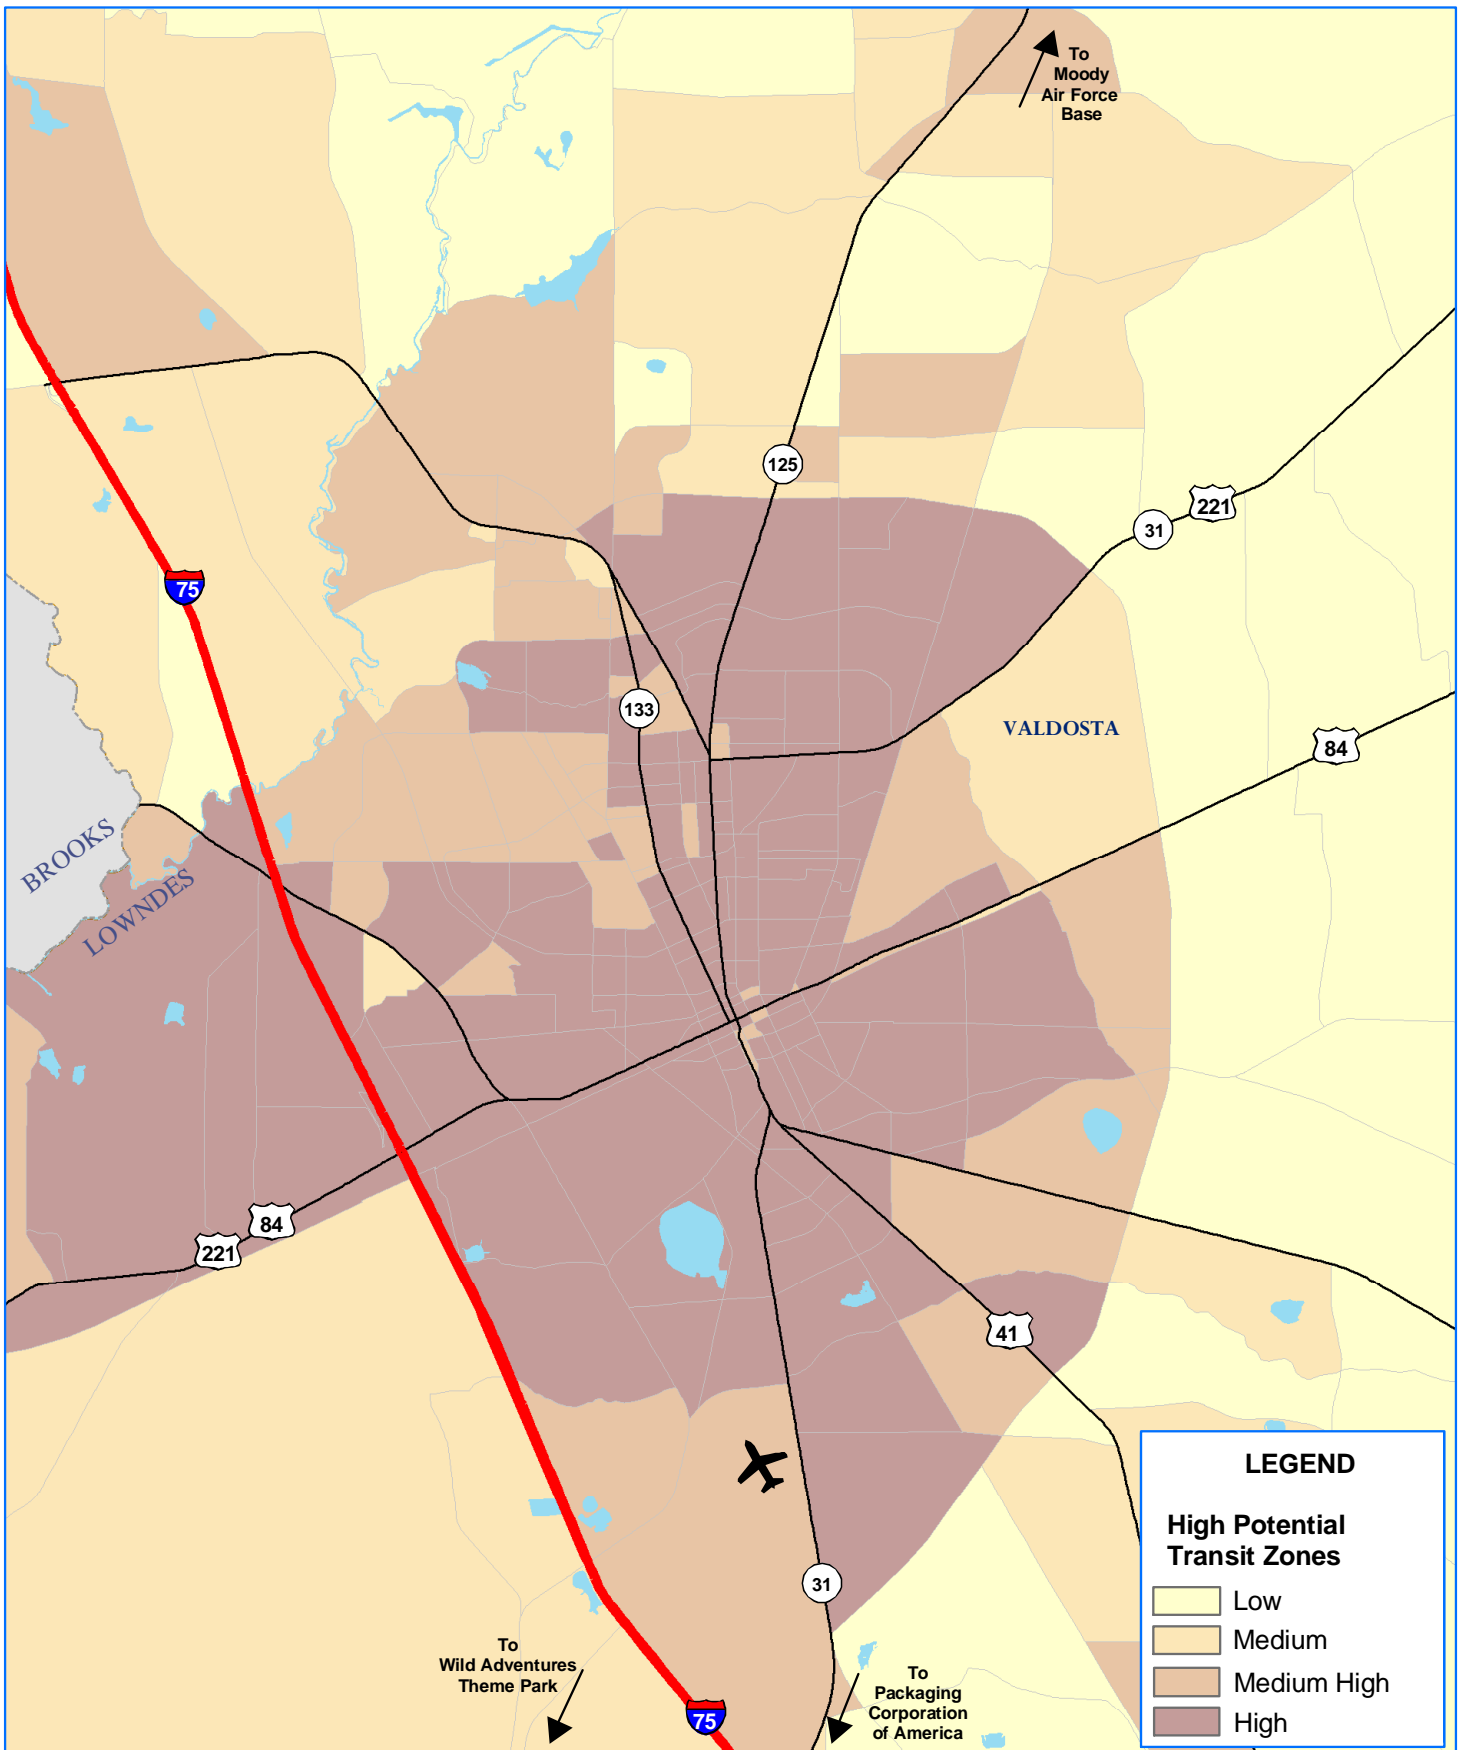 To
Moody
Air Force
Base
125
221
31
75
133
VALDOSTA
84
BROOKS
LOWNDES
84
221
41
LEGEND
High Potential
Transit Zones
Low
Medium
Medium High
High
31
To
Wild Adventures
Theme Park
To
Packaging
Corporation
of America
75